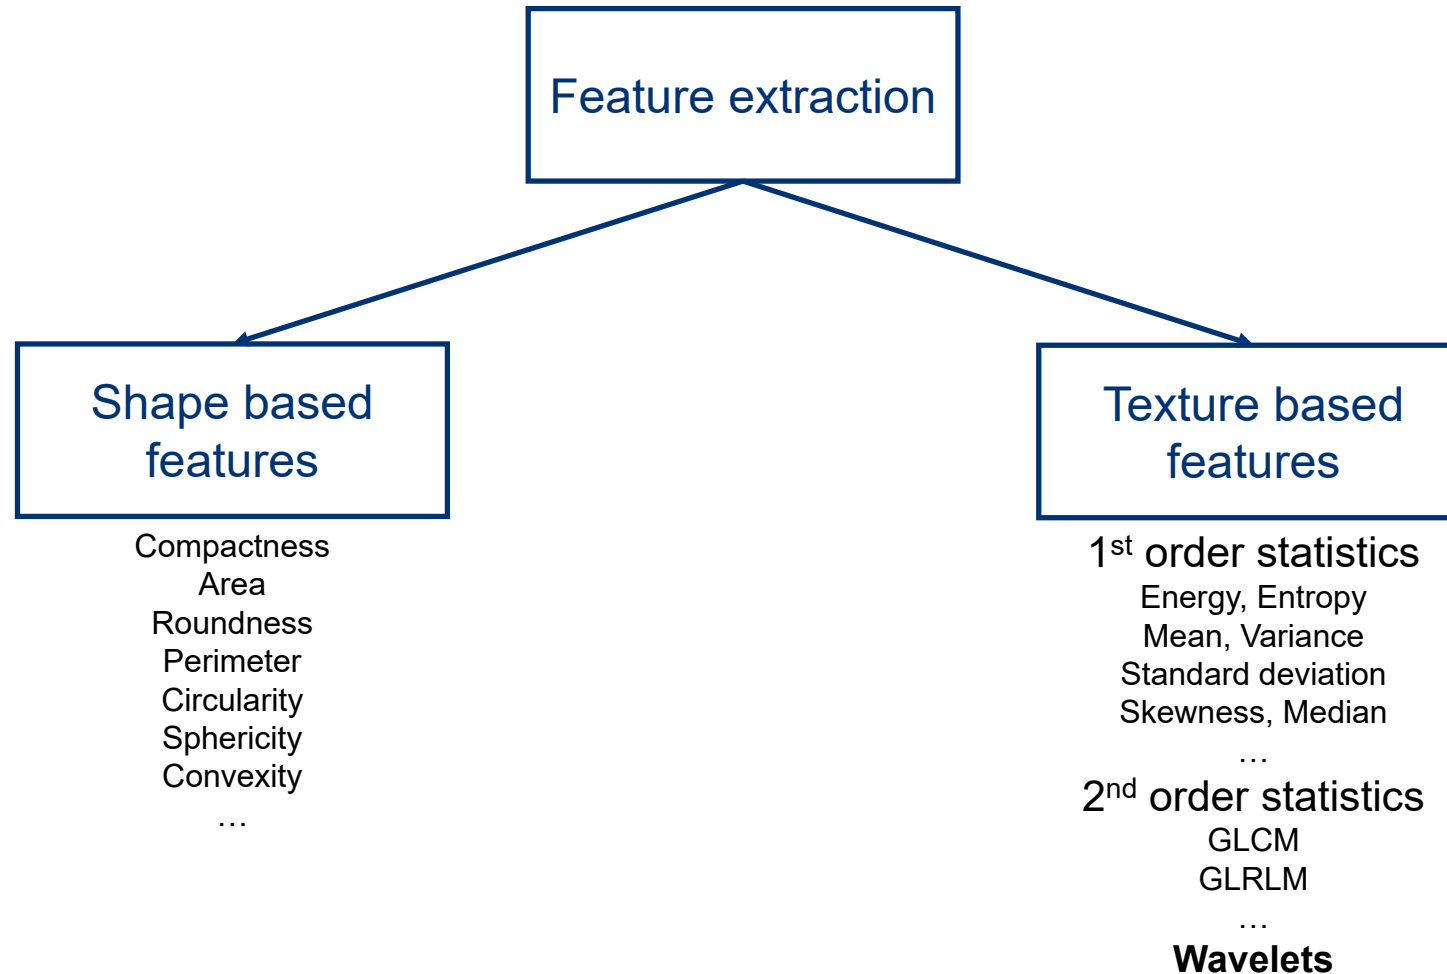 Feature extraction
Shape based
features
Compactness
Area
Roundness
Perimeter
Circularity
Sphericity
Convexity
…
Texture based
features
1st order statistics
Energy, Entropy
Mean, Variance
Standard deviation
Skewness, Median
…
2nd order statistics
GLCM
GLRLM
…
Wavelets